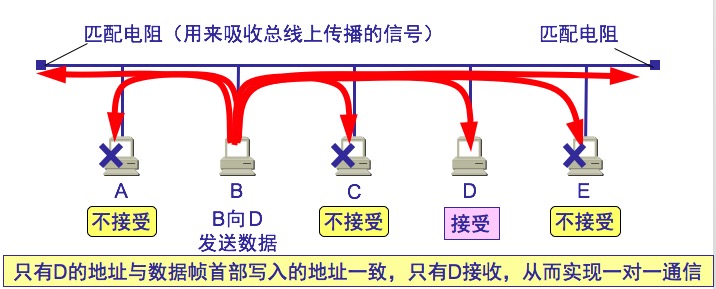 匹配电阻（用来吸收总线上传播的信号）
匹配电阻
A
B
C
D
E
不接受
B向D
发送数据
不接受
接受
不接受
只有D的地址与数据帧首部写入的地址一致，只有D接收，从而实现一对一通信